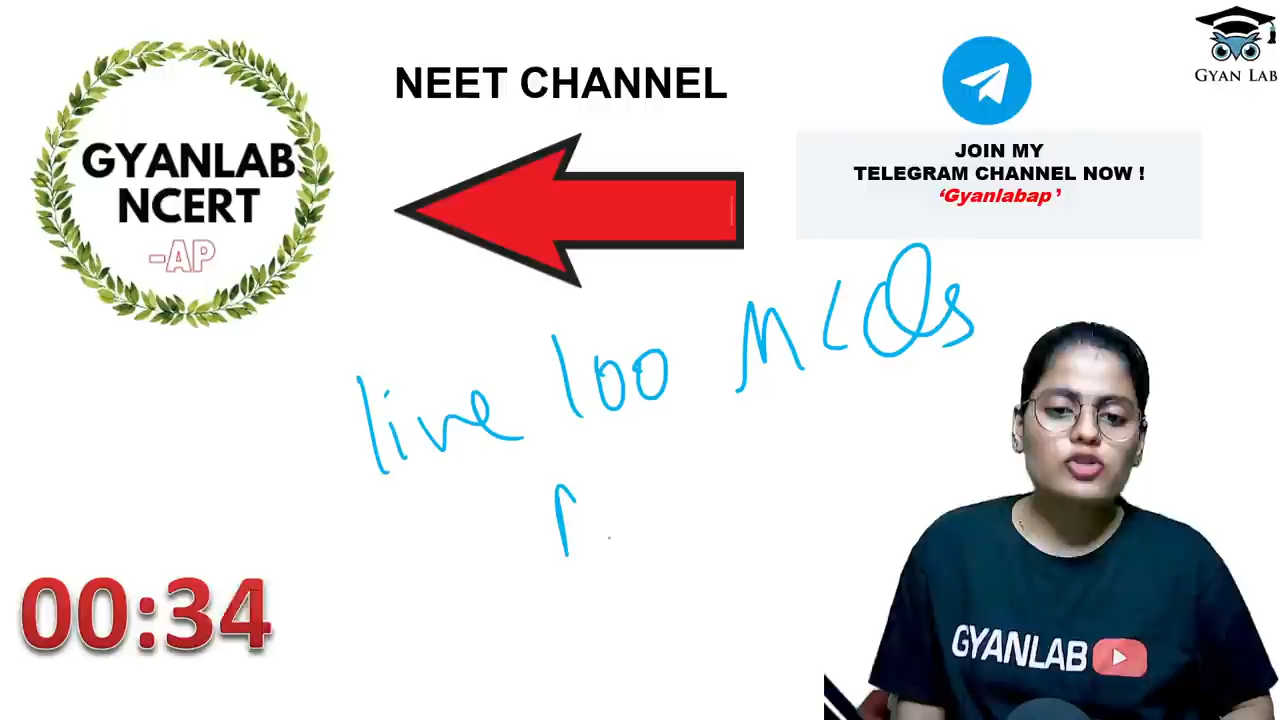 GYANLAB
NCERT
-AP
NEET CHANNEL
JOIN MY
TELEGRAM CHANNEL NOW !
‘Gyanlabap’
GYAN LAB
live 100 MCQs
00:34
GYANLAB